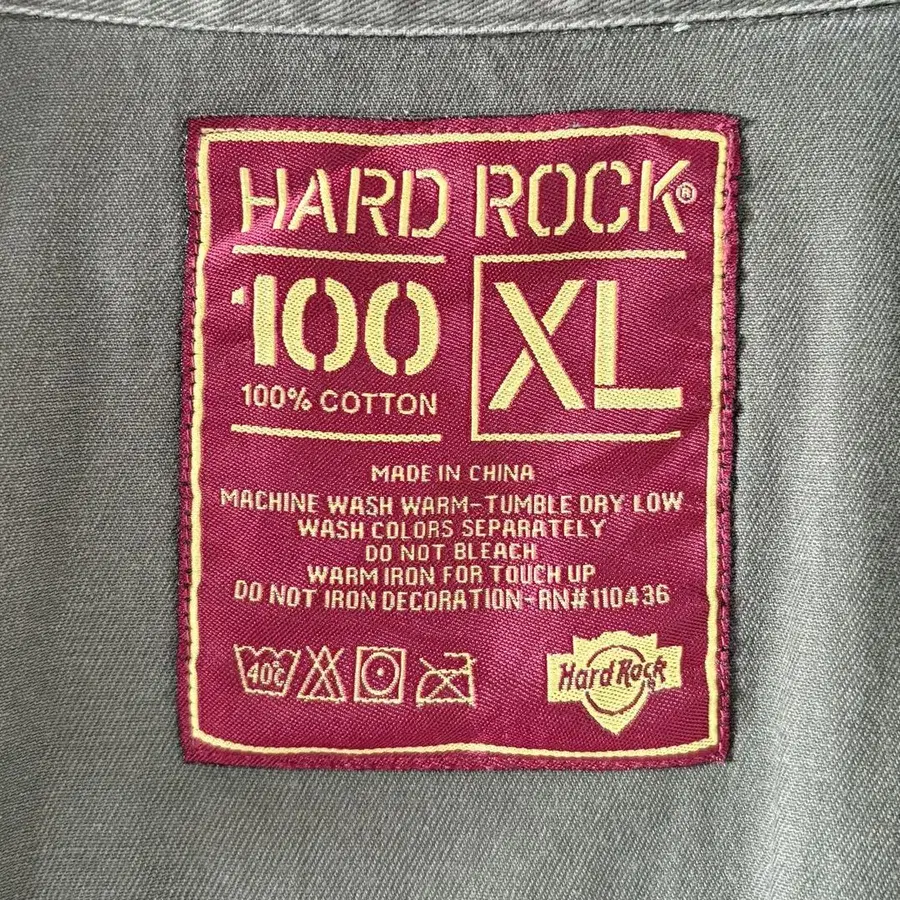 HARD ROCK®
100 XL
100% COTTON
MADE IN CHINA
MACHINE WASH WARM-TUMBLE DRY LOW
WASH COLORS SEPARATELY
DO NOT BLEACH
WARM IRON FOR TOUCH UP
DO NOT IRON DECORATION-RN#110436
40°C
Hard Rock